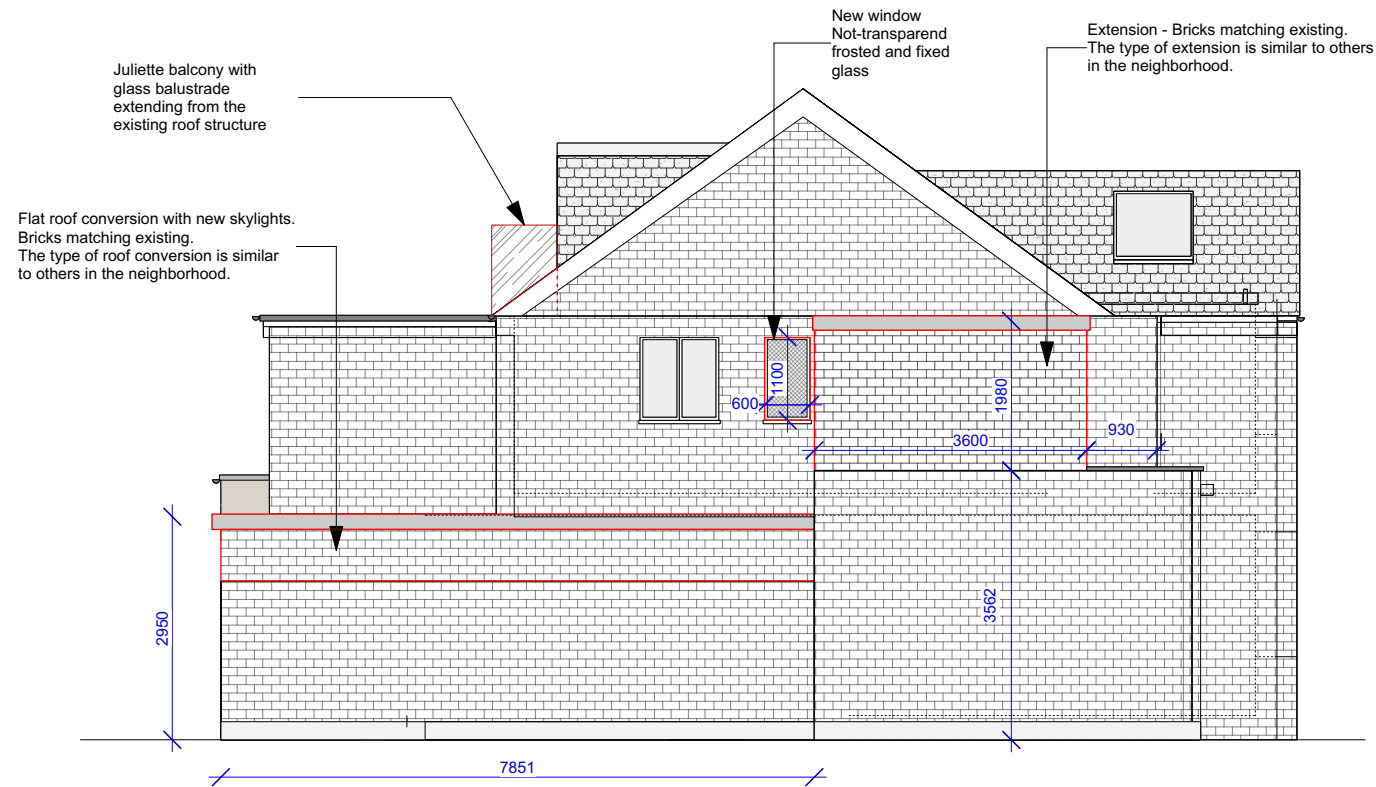 New window
Not-transparend
frosted and fixed
glass
Extension - Bricks matching existing.
The type of extension is similar to others
in the neighborhood.
Juliette balcony with
glass balustrade
extending from the
existing roof structure
Flat roof conversion with new skylights.
Bricks matching existing.
The type of roof conversion is similar
to others in the neighborhood.
1100
600
1980
3600
930
2950
3562
7851